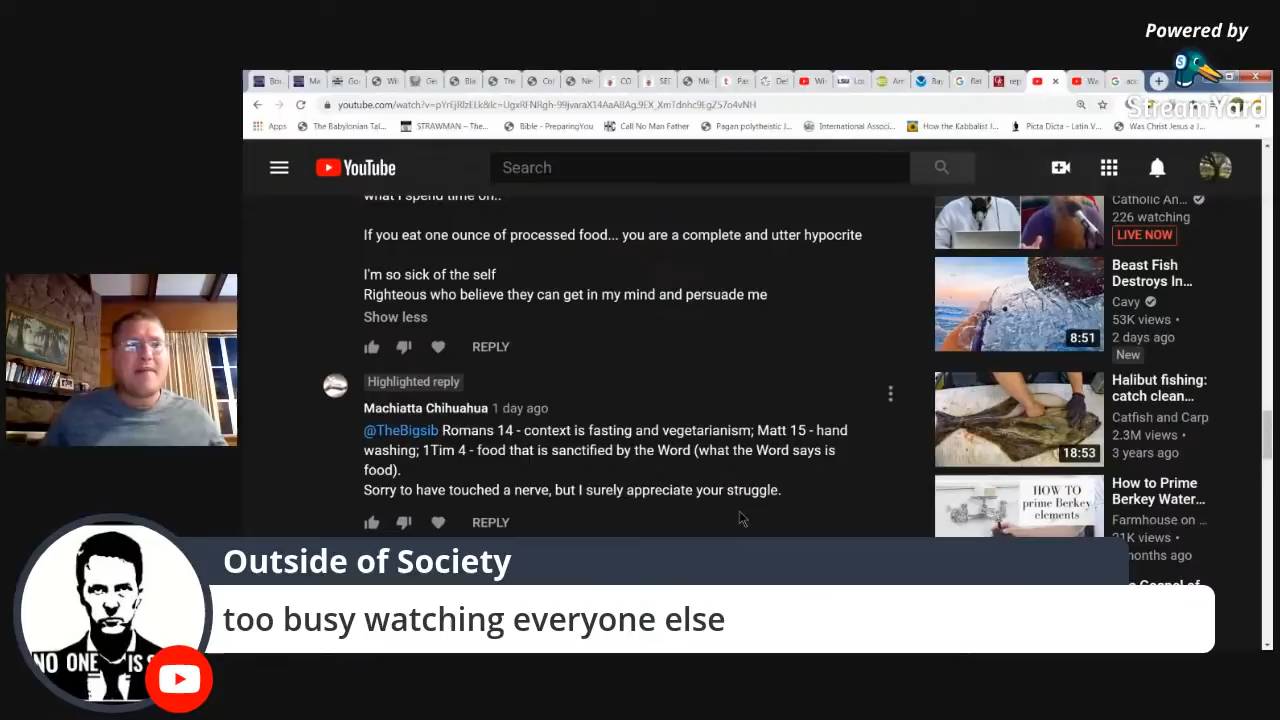 Powered by
StreamYard
youtube.com/watch?v=pYrEjRlzELk&lc=UgxRFNRgh-99jvaraX14AaABAg.9EX_XmTdnhc9EgZ57o4vNH
Apps The Babylonian Tal... STRAWMAN – The... Bible - PreparingYou Call No Man Father Pagan polytheistic J... International Associ... How the Kabbalist I... Picta Dicta - Latin V... Was Christ Jesus a J... »
YouTube
Search
what I spend time on..
If you eat one ounce of processed food... you are a complete and utter hypocrite
I'm so sick of the self
Righteous who believe they can get in my mind and persuade me
Show less
REPLY
Highlighted reply
Machiatta Chihuahua 1 day ago
@TheBigsib Romans 14 - context is fasting and vegetarianism; Matt 15 - hand
washing; 1Tim 4 - food that is sanctified by the Word (what the Word says is
food).
Sorry to have touched a nerve, but I surely appreciate your struggle.
REPLY
Catholic An...
226 watching
LIVE NOW
Beast Fish
Destroys In...
Cavy
53K views •
2 days ago
New
8:51
Halibut fishing:
catch clean...
Catfish and Carp
2.3M views •
3 years ago
18:53
How to Prime
Berkey Water...
Farmhouse on ...
months ago
HOW TO
prime Berkey
elements
Outside of Society
too busy watching everyone else
NO ONE IS